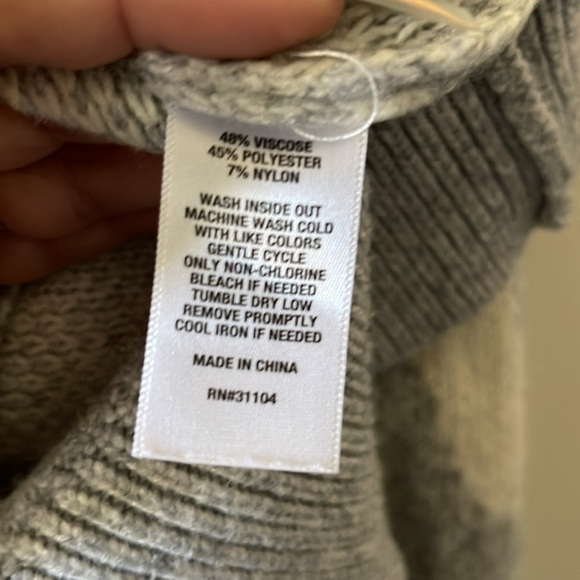 48% VISCOSE
45% POLYESTER
7% NYLON
WASH INSIDE OUT
MACHINE WASH COLD
WITH LIKE COLORS
GENTLE CYCLE
ONLY NON-CHLORINE
BLEACH IF NEEDED
TUMBLE DRY LOW
REMOVE PROMPTLY
COOL IRON IF NEEDED
MADE IN CHINA
RN#31104